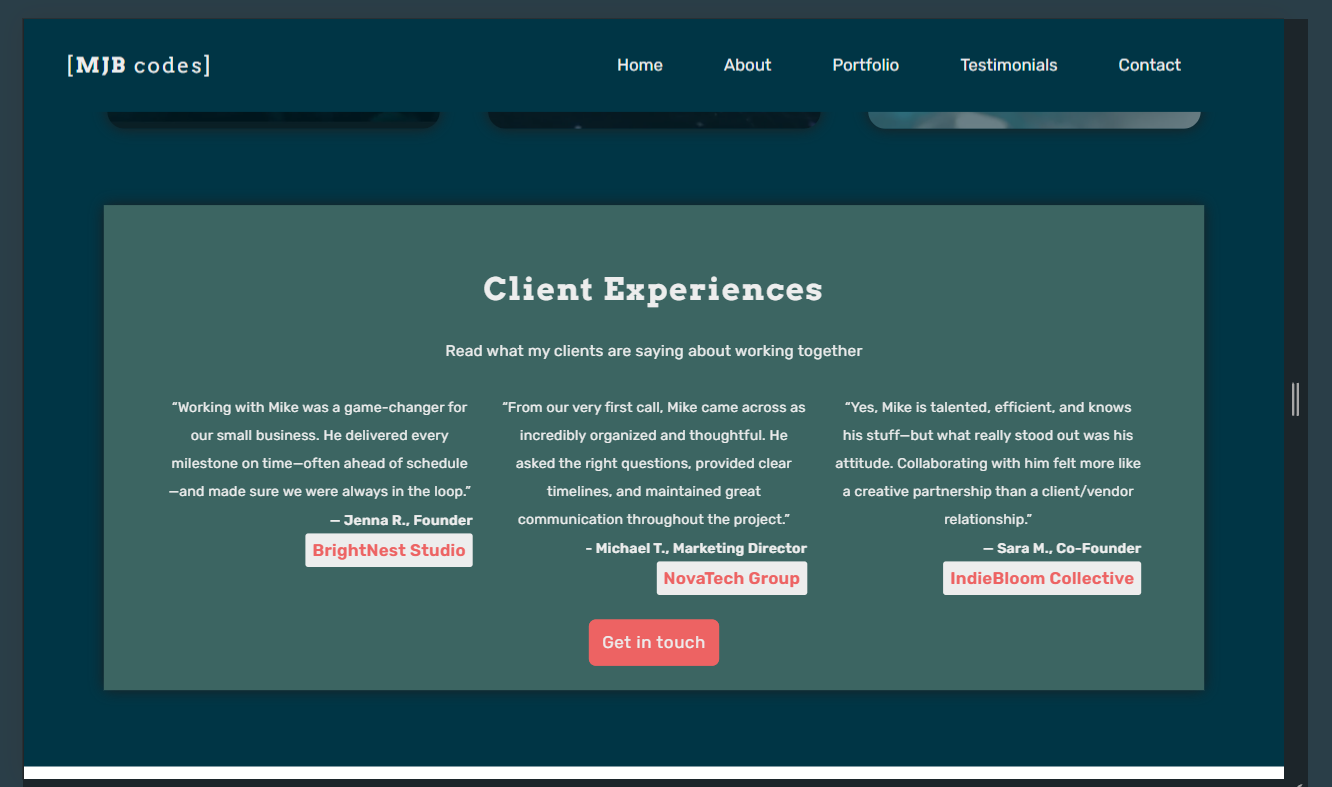 [MJB codes]
Home About Portfolio Testimonials Contact
Client Experiences
Read what my clients are saying about working together
“Working with Mike was a game-changer for
our small business. He delivered every
milestone on time—often ahead of schedule
—and made sure we were always in the loop.”
— Jenna R., Founder
BrightNest Studio
“From our very first call, Mike came across as
incredibly organized and thoughtful. He
asked the right questions, provided clear
timelines, and maintained great
communication throughout the project.”
- Michael T., Marketing Director
NovaTech Group
“Yes, Mike is talented, efficient, and knows
his stuff—but what really stood out was his
attitude. Collaborating with him felt more like
a creative partnership than a client/vendor
relationship.”
— Sara M., Co-Founder
IndieBloom Collective
Get in touch